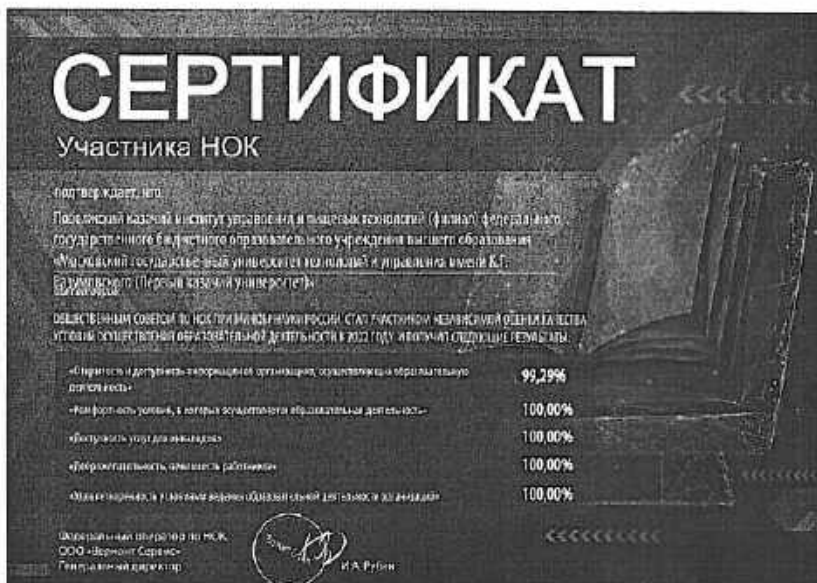 СЕРТИФИКАТ
Участника НОК
подтверждает, что
Поволжский казачий институт управления и пищевых технологий (филиал) федерального
государственного бюджетного образовательного учреждения высшего образования
«Московский государственный университет технологий и управления имени К.Г.
Разумовского (Первый казачий университет)»
ОБЩЕСТВЕННЫМ СОВЕТОМ ПО НОК ПРИ МИНОБРНАУКИ РОССИИ, СТАЛ УЧАСТНИКОМ НЕЗАВИСИМОЙ ОЦЕНКИ КАЧЕСТВА
УСЛОВИЙ ОСУЩЕСТВЛЕНИЯ ОБРАЗОВАТЕЛЬНОЙ ДЕЯТЕЛЬНОСТИ В 2022 ГОДУ И ПОЛУЧИЛ СЛЕДУЮЩИЕ РЕЗУЛЬТАТЫ:
«Открытость и доступность информации об организации, осуществляющей образовательную
деятельность» 99,29%
«Комфортность условий, в которых осуществляется образовательная деятельность» 100,00%
«Доступность услуг для инвалидов» 100,00%
«Доброжелательность, вежливость работников» 100,00%
«Удовлетворенность условиями ведения образовательной деятельности организаций» 100,00%
Федеральный оператор по НОК
ООО «Верконт Сервис»
Генеральный директор И.А. Рубин